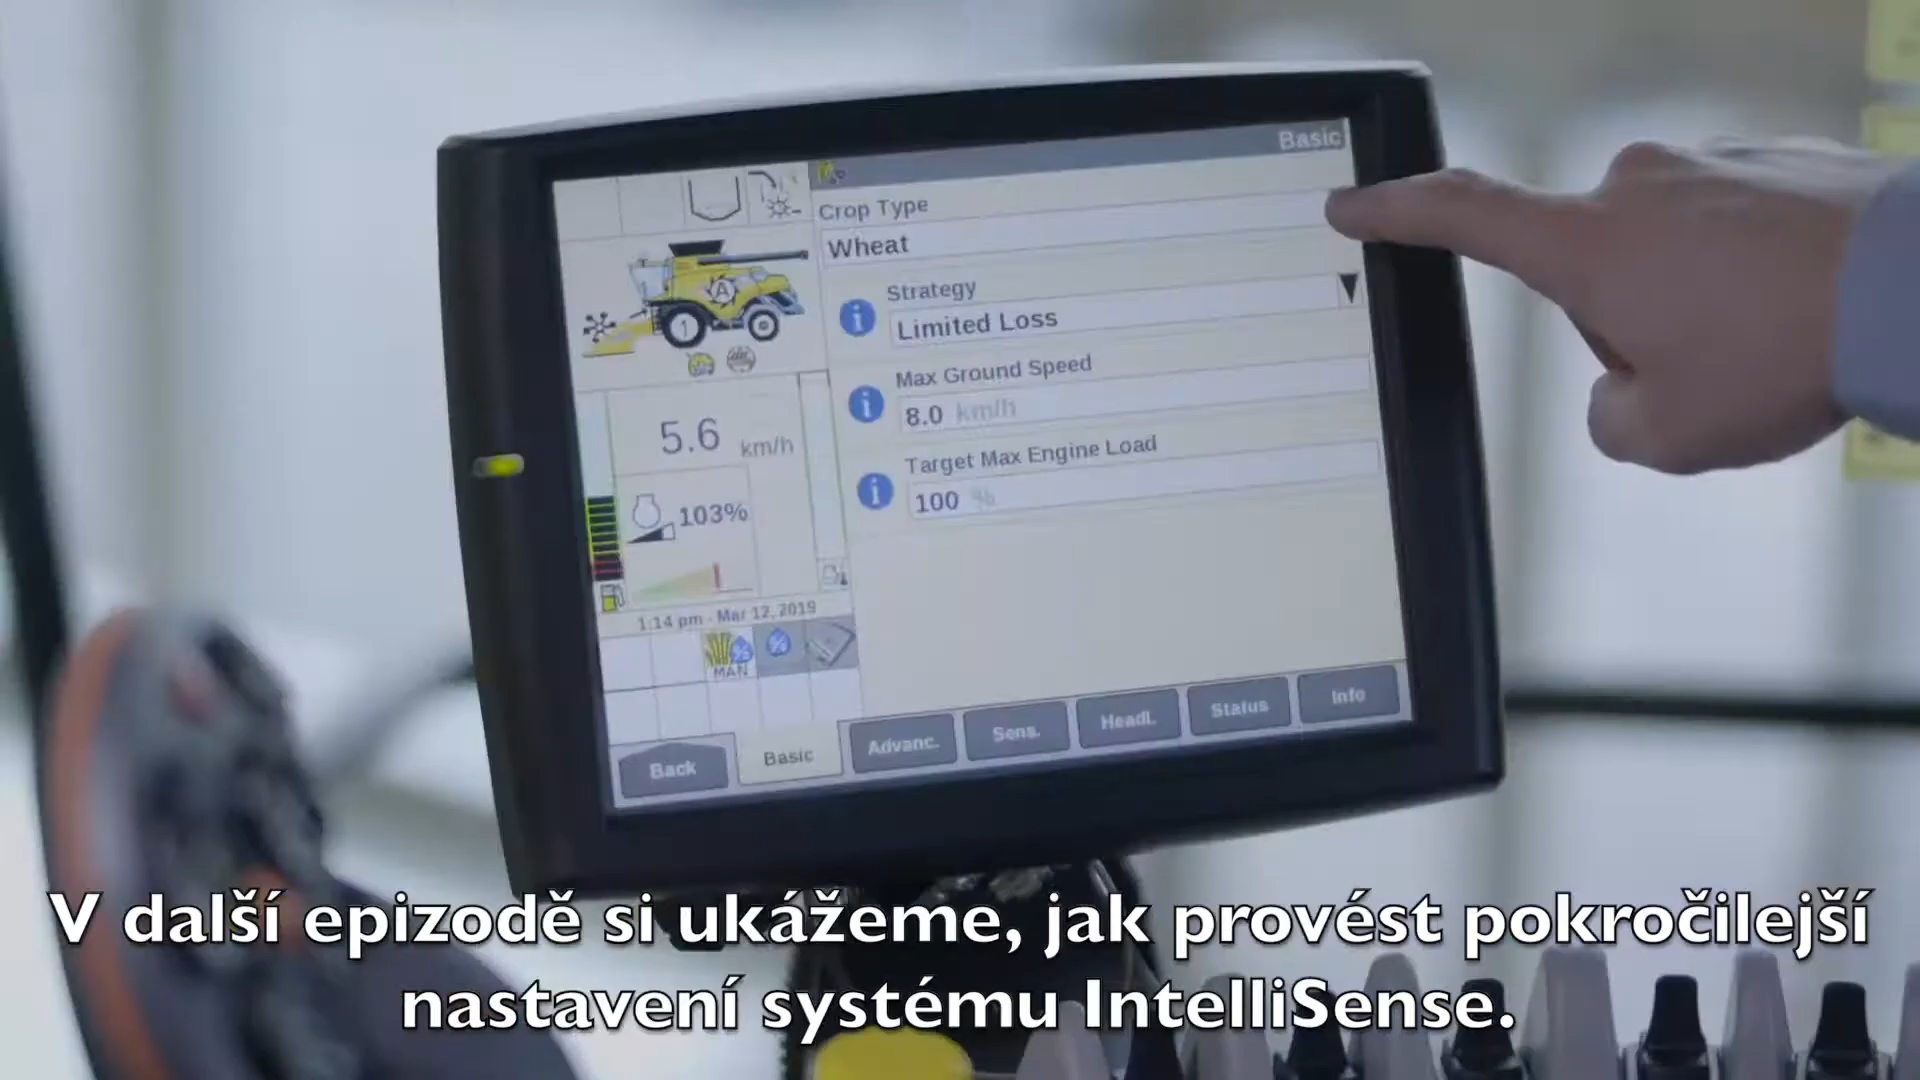 Basic
Crop Type
Wheat
Strategy
Limited Loss
Max Ground Speed
8.0 km/h
Target Max Engine Load
100 %
A
1
5.6 km/h
103%
1:14 pm - Mar 12, 2019
MAN
Back
Basic
Advanc.
Sens.
Headl.
Status
Info
V další epizodě si ukážeme, jak provést pokročilejší
nastavení systému IntelliSense.